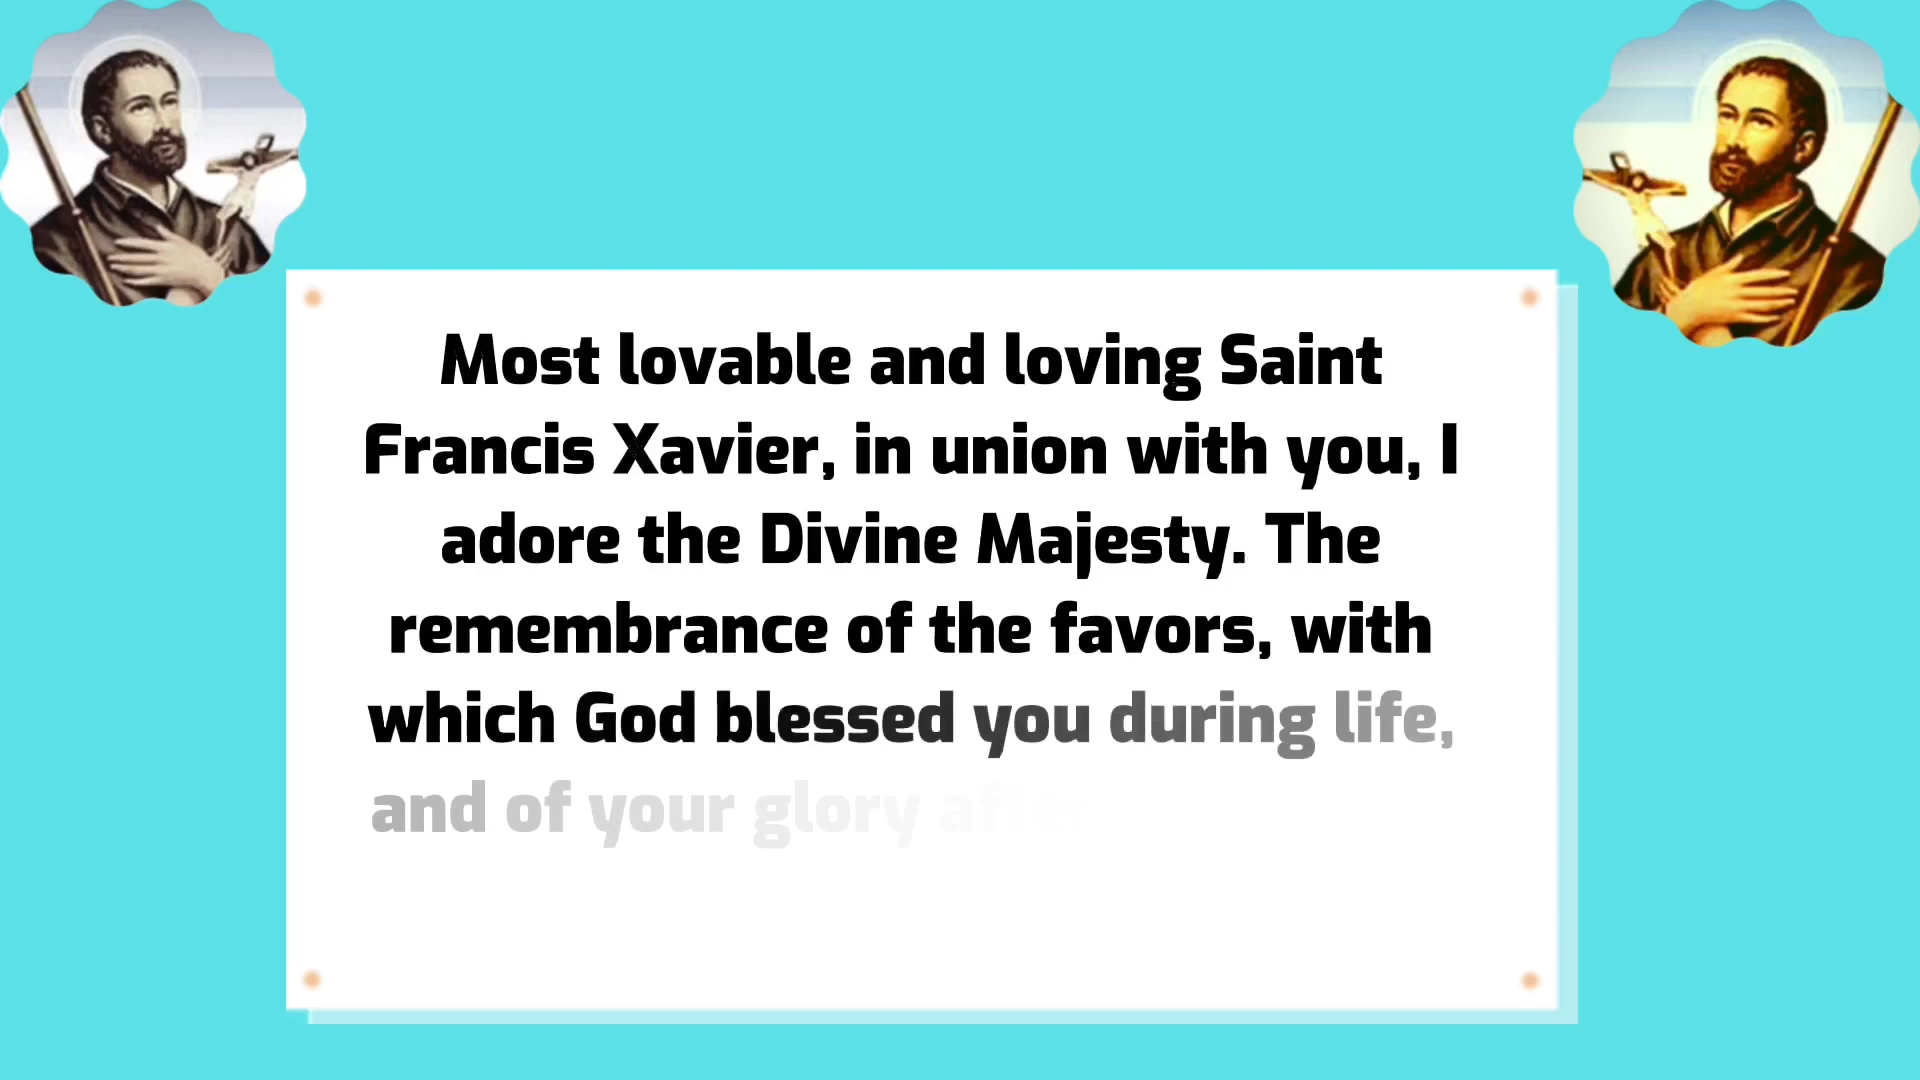 Most lovable and loving Saint
Francis Xavier, in union with you, I
adore the Divine Majesty. The
remembrance of the favors, with
which God blessed you during life,
and of your glory after